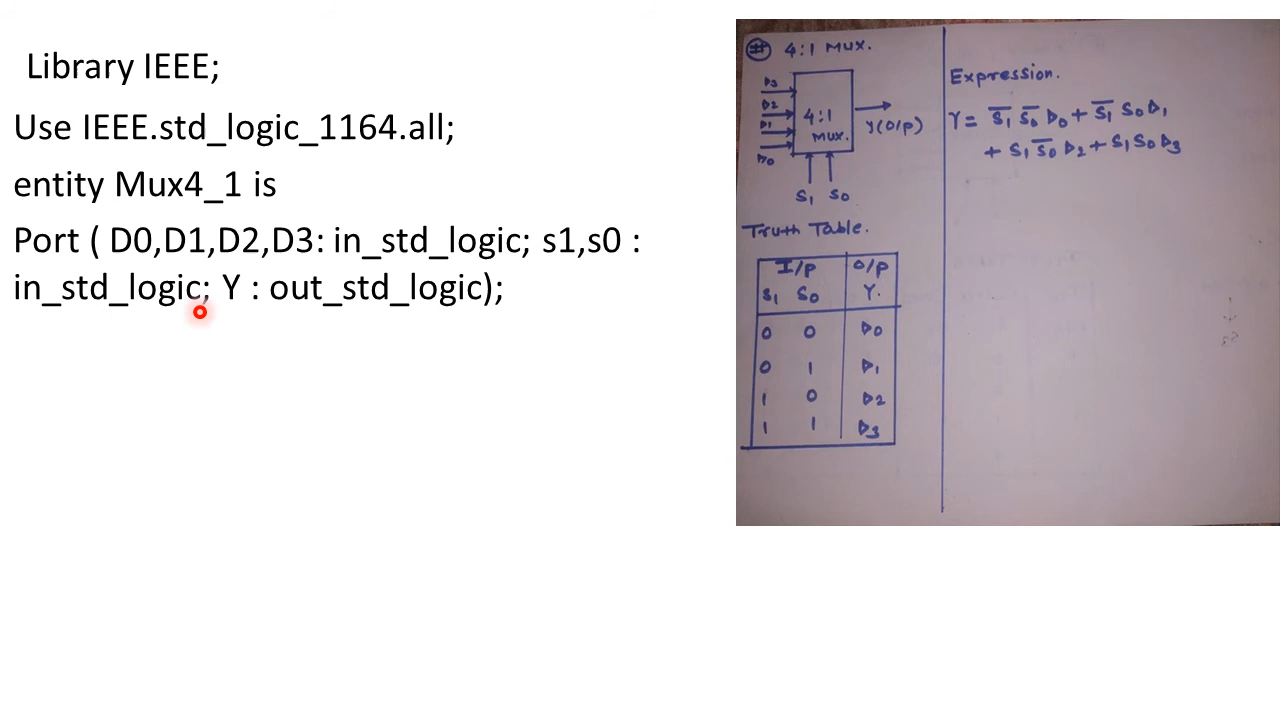 Library IEEE;
Use IEEE.std_logic_1164.all;
entity Mux4_1 is
Port ( D0,D1,D2,D3: in_std_logic; s1,s0 :
in_std_logic; Y : out_std_logic);
# 4:1 MUX.
D3
D2
D1
D0
4:1
MUX.
Y(O/P)
S1 S0
Truth Table.
I/P O/P
S1 S0 Y.
0 0 D0
0 1 D1
1 0 D2
1 1 D3
Expression.
Y = S̅1 S̅0 D0 + S̅1 S0 D1
+ S1 S̅0 D2 + S1 S0 D3